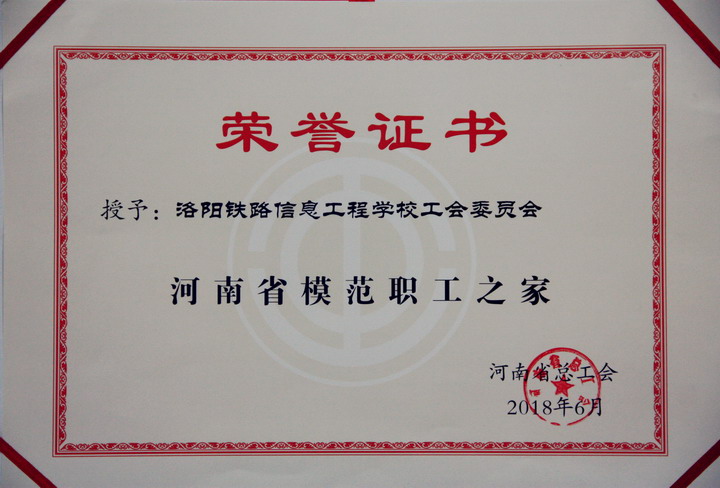 荣誉证书
授予：洛阳铁路信息工程学校工会委员会
河南省模范职工之家
河南省总工会
2018年6月